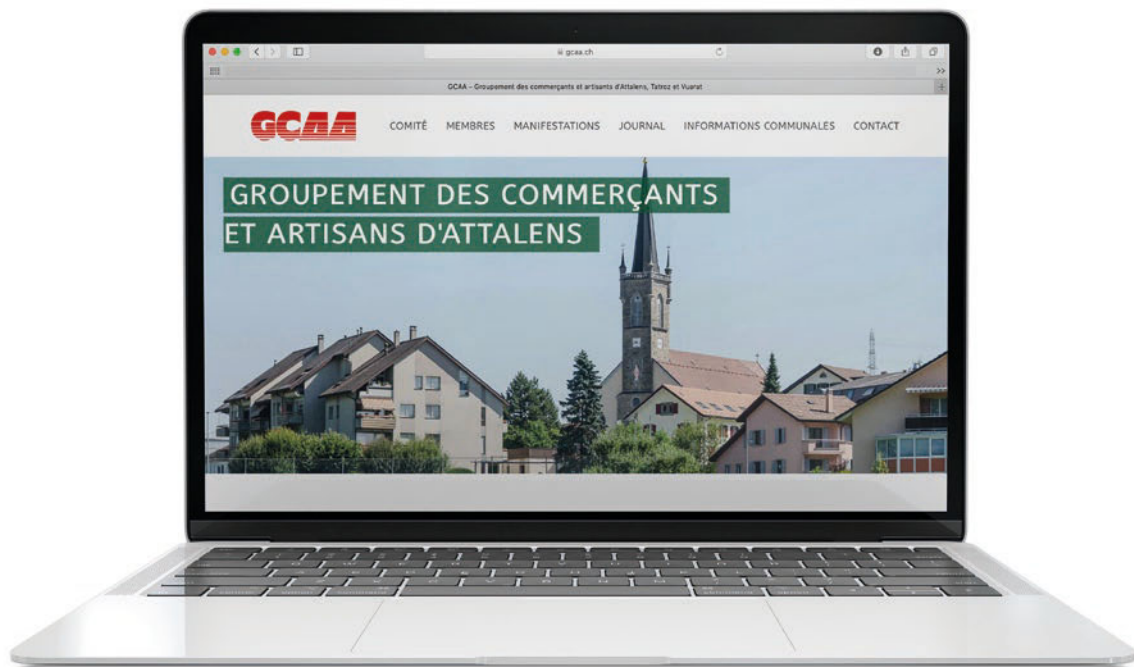 gcaa.ch
GCAA – Groupement des commerçants et artisans d'Attalens, Tatroz et Vuarat
GCAA
COMITÉ MEMBRES MANIFESTATIONS JOURNAL INFORMATIONS COMMUNALES CONTACT
GROUPEMENT DES COMMERÇANTS
ET ARTISANS D'ATTALENS